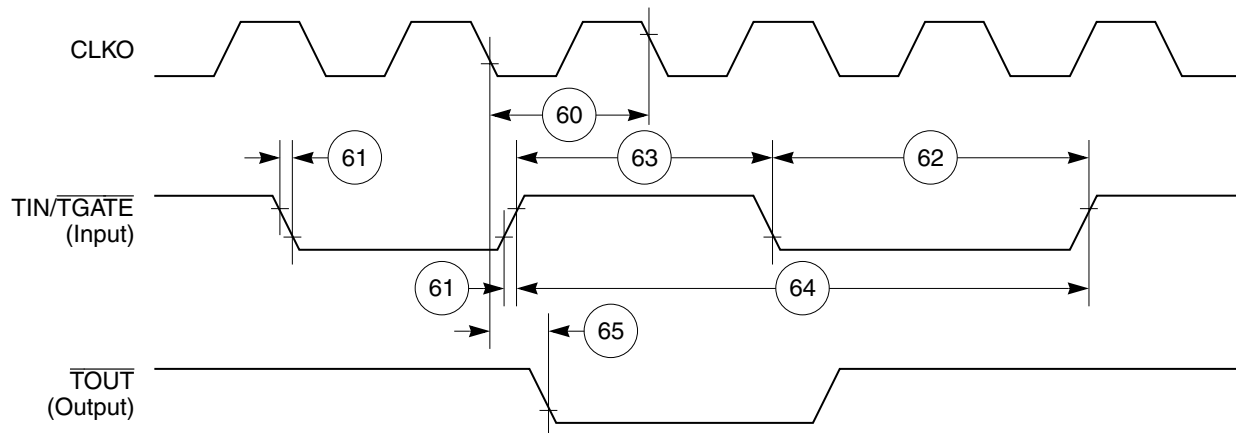 CLKO
60
61
63
62
TIN/TGATE
(Input)
61
64
65
TOUT
(Output)